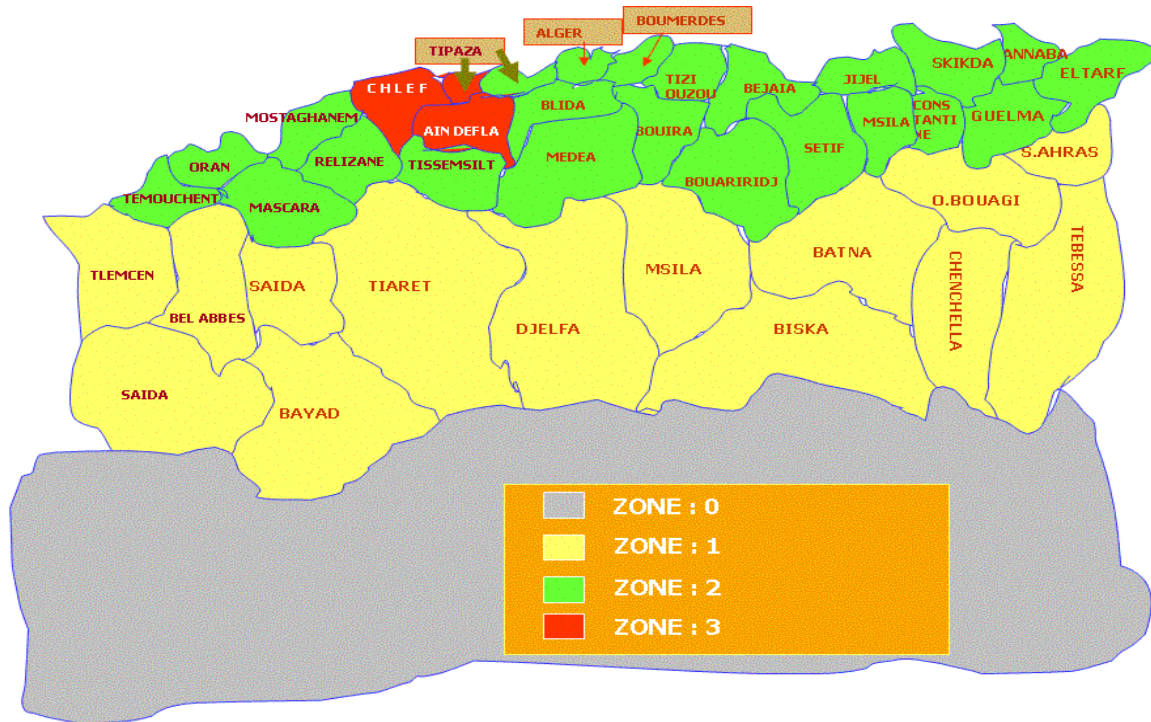 BOUMERDES
ALGER
TIPAZA
SKIKDA
ANNABA
ELTARF
CHLEF
TIZI
OUZOU
BEJAIA
JIJEL
BLIDA
MOSTAGHANEM
AIN DEFLA
BOUIRA
MSILA
CONS
TANTI
NE
GUELMA
ORAN
RELIZANE
TISSEMSILT
MEDEA
SETIF
S.AHRAS
TEMOUCHENT
MASCARA
BOUARIRIDJ
O.BOUAGI
TLEMCEN
SAIDA
TIARET
MSILA
BATNA
CHENCHELLA
TEBESSA
BEL ABBES
DJELFA
BISKA
SAIDA
BAYAD
ZONE : 0
ZONE : 1
ZONE : 2
ZONE : 3